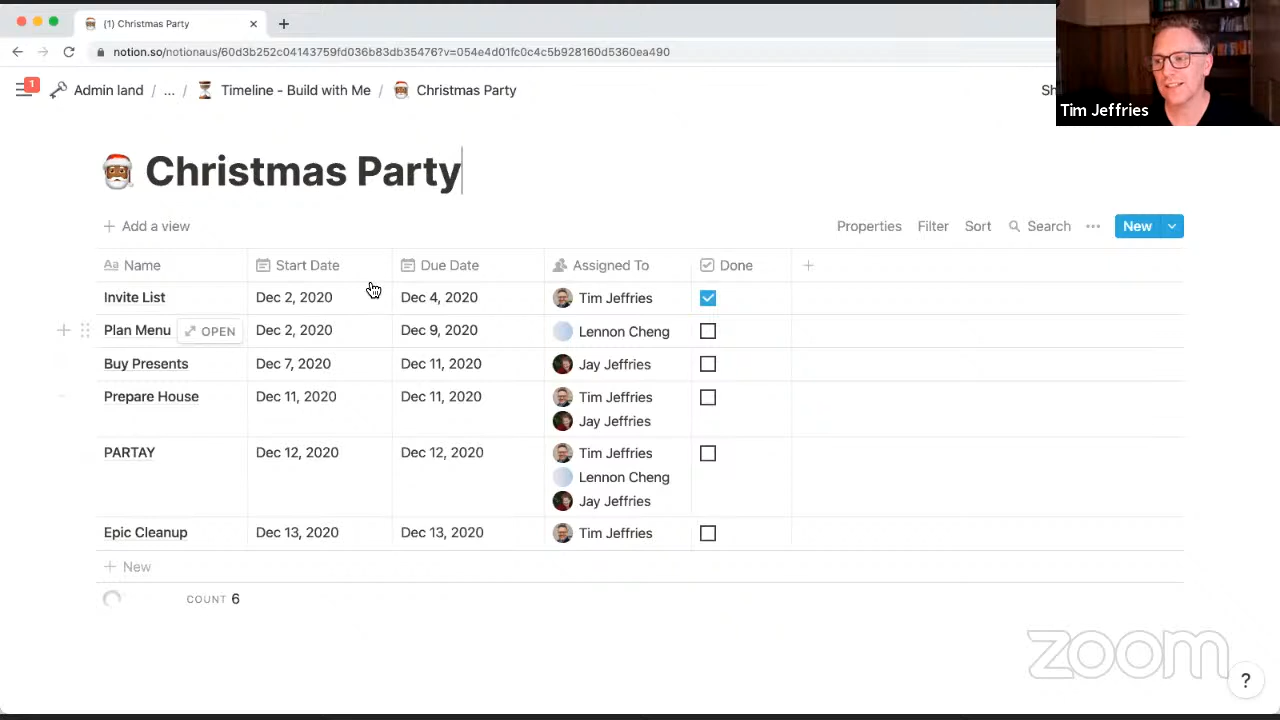 (1) Christmas Party
notion.so/notionaus/60d3b252c04143759fd036b83db35476?v=054e4d01fc0c4c5b928160d5360ea490
1 Admin land / ... / Timeline - Build with Me / Christmas Party Sh
Tim Jeffries
Christmas Party
Add a view Properties Filter Sort Search ... New
Aa Name Start Date Due Date Assigned To Done
Invite List Dec 2, 2020 Dec 4, 2020 Tim Jeffries
Plan Menu OPEN Dec 2, 2020 Dec 9, 2020 Lennon Cheng
Buy Presents Dec 7, 2020 Dec 11, 2020 Jay Jeffries
Prepare House Dec 11, 2020 Dec 11, 2020 Tim Jeffries
Jay Jeffries
PARTAY Dec 12, 2020 Dec 12, 2020 Tim Jeffries
Lennon Cheng
Jay Jeffries
Epic Cleanup Dec 13, 2020 Dec 13, 2020 Tim Jeffries
New
COUNT 6
zoom
?